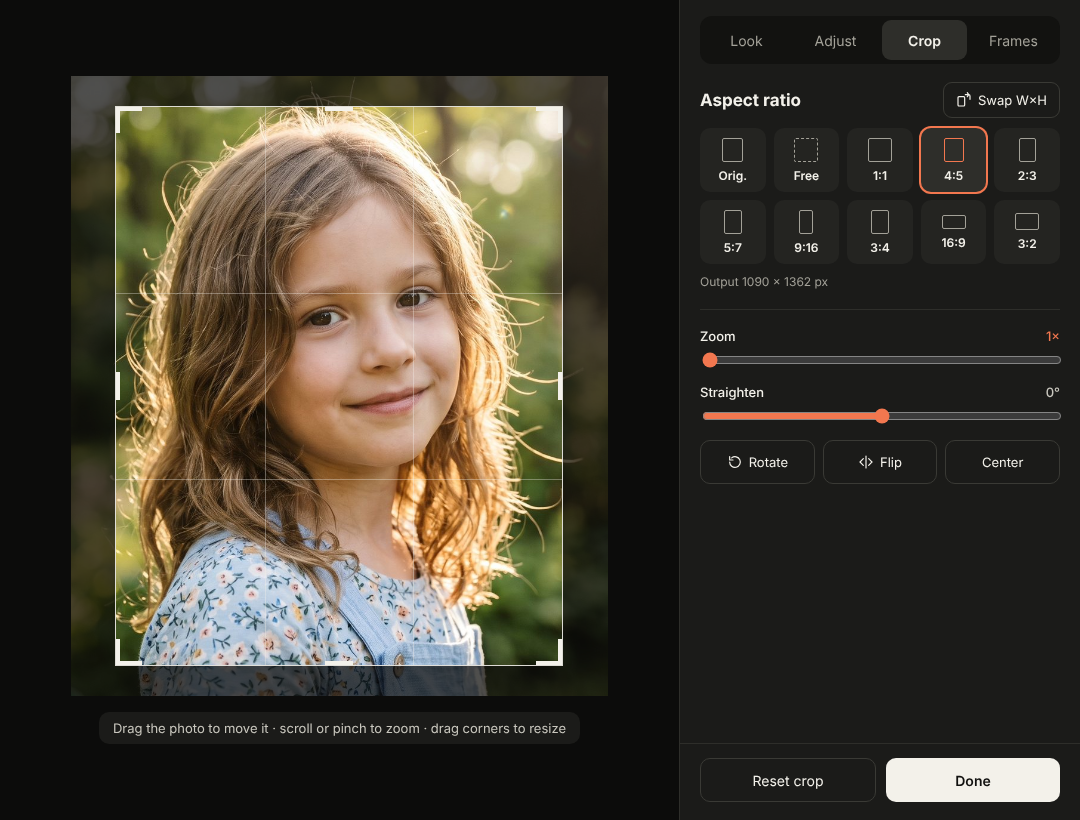 Look Adjust Crop Frames
Aspect ratio
Swap W×H
Orig. Free 1:1 4:5 2:3
5:7 9:16 3:4 16:9 3:2
Output 1090 × 1362 px
Zoom 1×
Straighten 0°
Rotate Flip Center
Drag the photo to move it · scroll or pinch to zoom · drag corners to resize
Reset crop Done